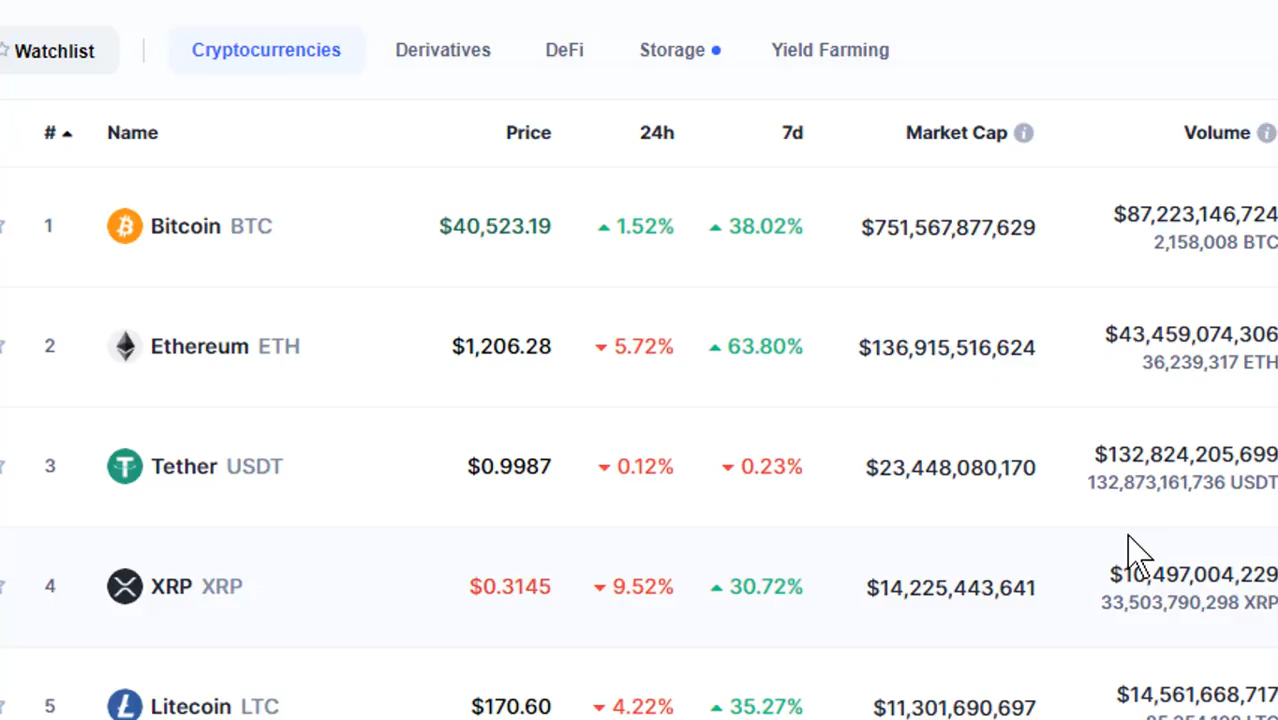 Watchlist Cryptocurrencies Derivatives DeFi Storage Yield Farming
# Name Price 24h 7d Market Cap Volume
$87,223,146,724
1 Bitcoin BTC $40,523.19 1.52% 38.02% $751,567,877,629
2,158,008 BTC
$43,459,074,306
2 Ethereum ETH $1,206.28 5.72% 63.80% $136,915,516,624
36,239,317 ETH
$132,824,205,699
3 Tether USDT $0.9987 0.12% 0.23% $23,448,080,170
132,873,161,736 USDT
$10,497,004,229
4 XRP XRP $0.3145 9.52% 30.72% $14,225,443,641
33,503,790,298 XRP
$14,561,668,717
5 Litecoin LTC $170.60 4.22% 35.27% $11,301,690,697